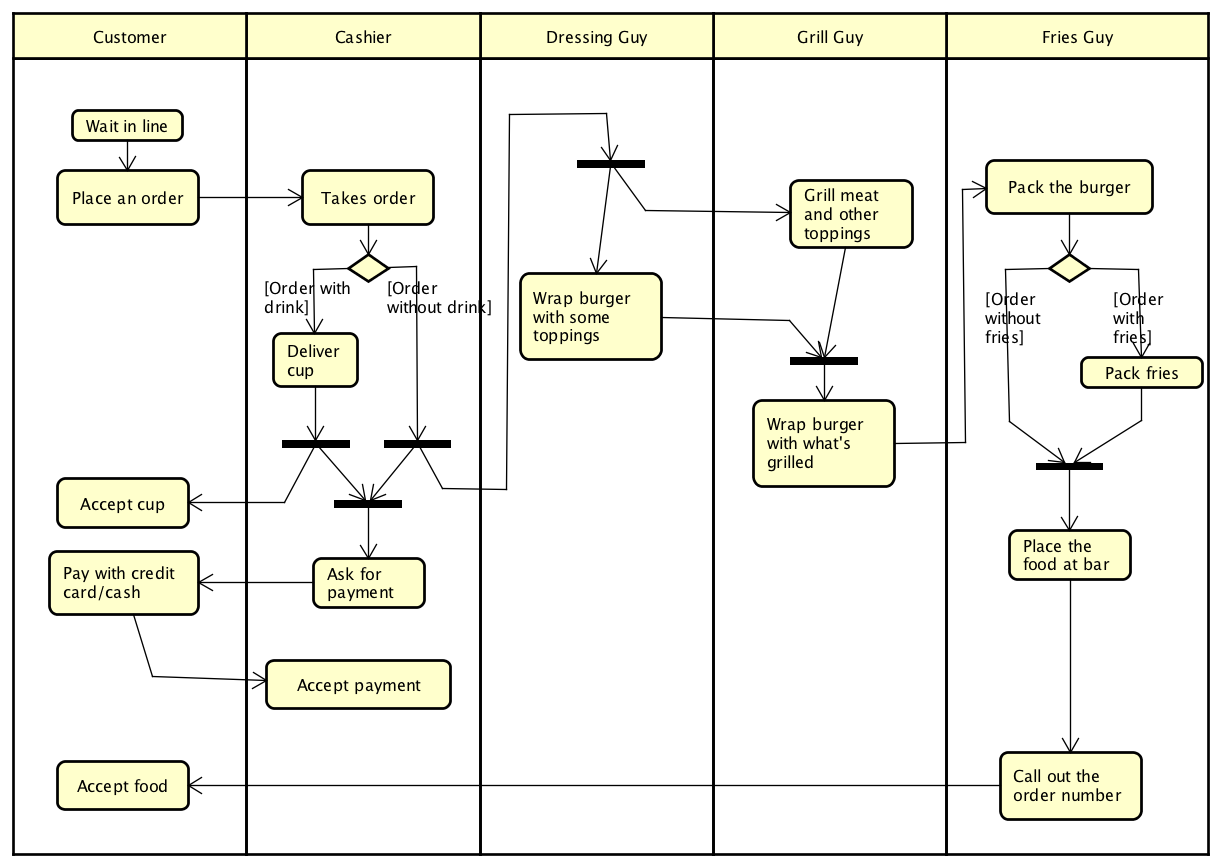 Customer
Cashier
Dressing Guy
Grill Guy
Fries Guy
Wait in line
Place an order
Takes order
[Order with
drink]
[Order
without drink]
Deliver
cup
Accept cup
Pay with credit
card/cash
Ask for
payment
Accept payment
Accept food
Wrap burger
with some
toppings
Grill meat
and other
toppings
Wrap burger
with what's
grilled
Pack the burger
[Order
without
fries]
[Order
with
fries]
Pack fries
Place the
food at bar
Call out the
order number